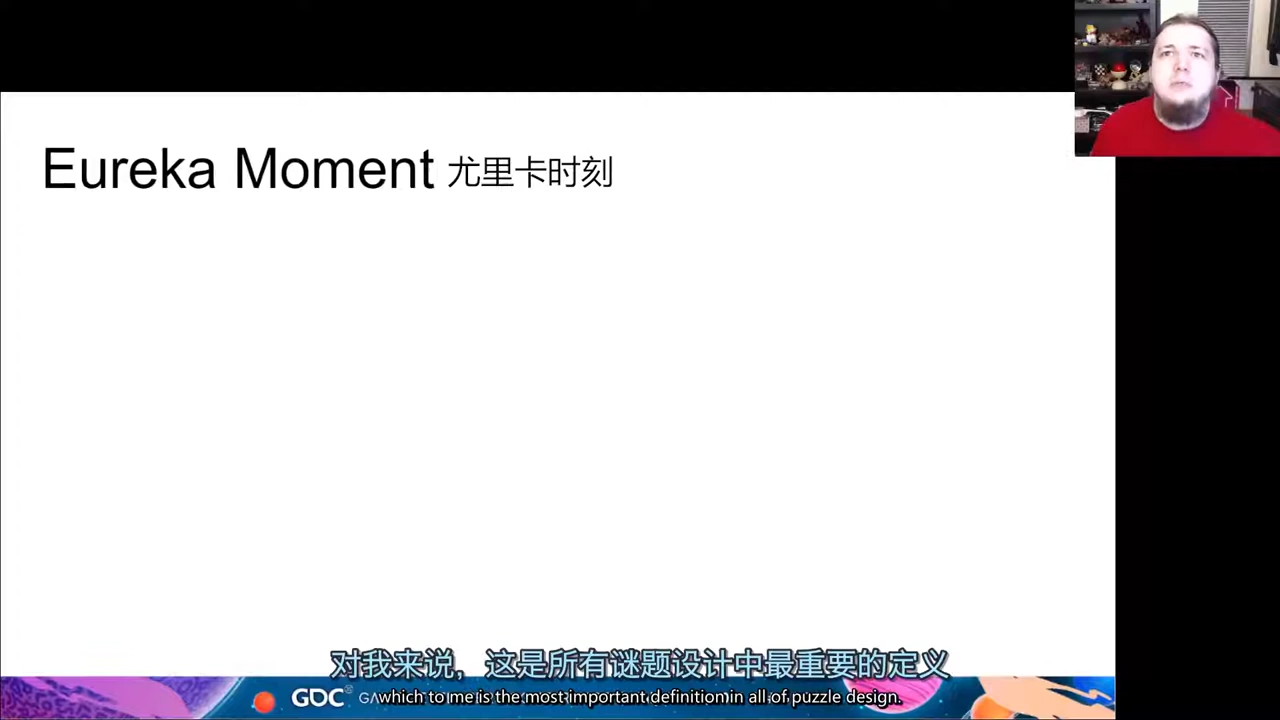 Eureka Moment 尤里卡时刻
对我来说，这是所有谜题设计中最重要的定义
GDC
which to me is the most important definition in all of puzzle design.